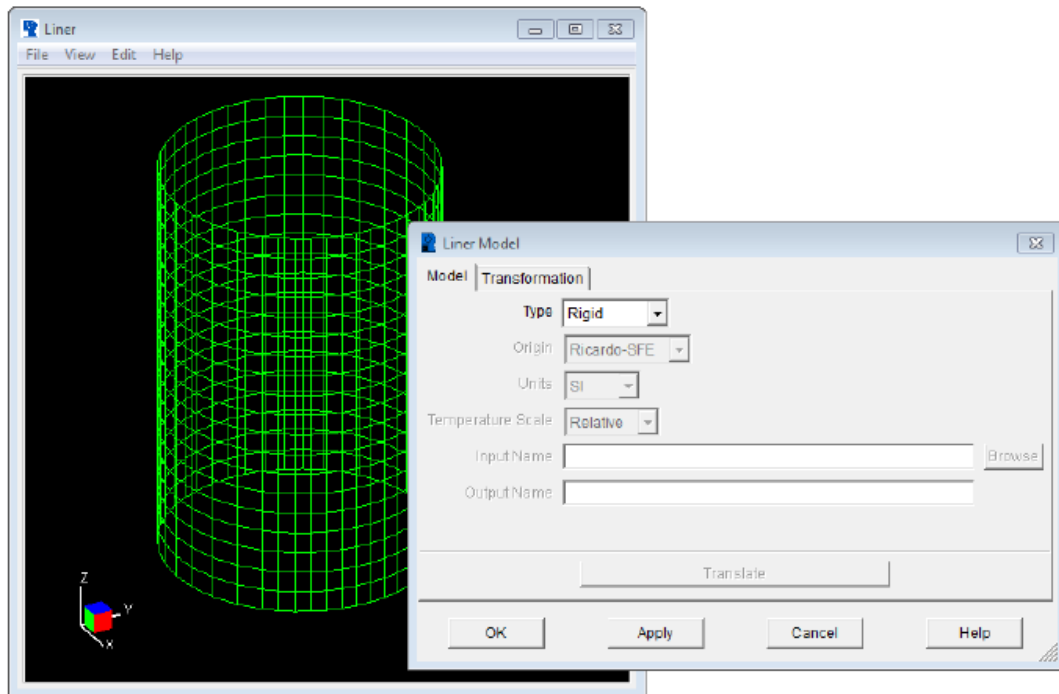 Liner
File View Edit Help
Z
Y
X
Liner Model
Model Transformation
Type Rigid
Origin Ricardo-SFE
Units SI
Temperature Scale Relative
Input Name Browse
Output Name
Translate
OK Apply Cancel Help